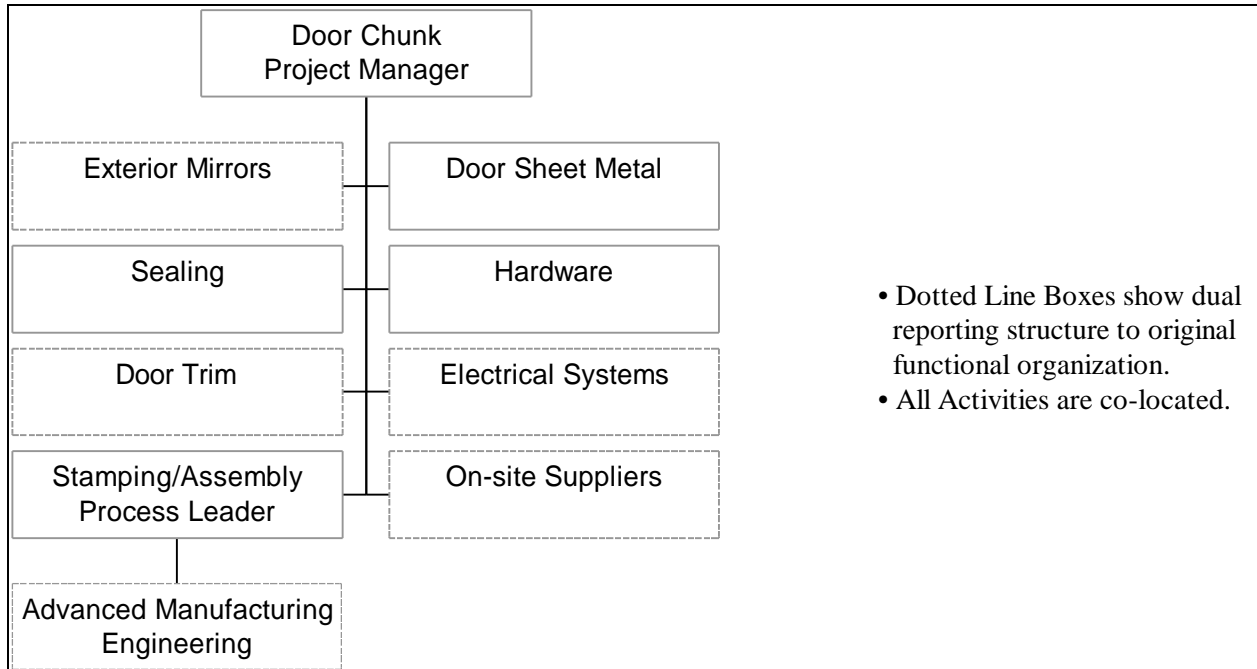 Door Chunk
Project Manager
Exterior Mirrors
Door Sheet Metal
Sealing
Hardware
Door Trim
Electrical Systems
Stamping/Assembly
Process Leader
On-site Suppliers
Advanced Manufacturing
Engineering
• Dotted Line Boxes show dual
reporting structure to original
functional organization.
• All Activities are co-located.